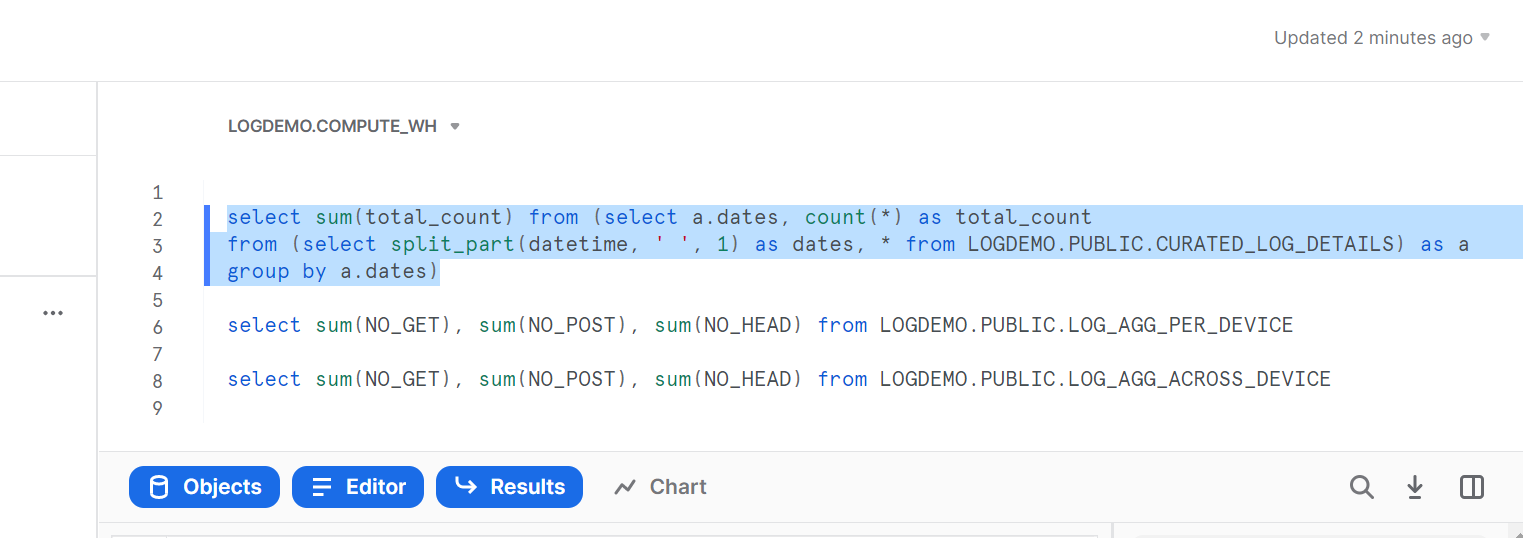 Updated 2 minutes ago
LOGDEMO.COMPUTE_WH
1
2 select sum(total_count) from (select a.dates, count(*) as total_count
3 from (select split_part(datetime, ' ', 1) as dates, * from LOGDEMO.PUBLIC.CURATED_LOG_DETAILS) as a
4 group by a.dates)
5
6 select sum(NO_GET), sum(NO_POST), sum(NO_HEAD) from LOGDEMO.PUBLIC.LOG_AGG_PER_DEVICE
7
8 select sum(NO_GET), sum(NO_POST), sum(NO_HEAD) from LOGDEMO.PUBLIC.LOG_AGG_ACROSS_DEVICE
9
Objects Editor Results Chart